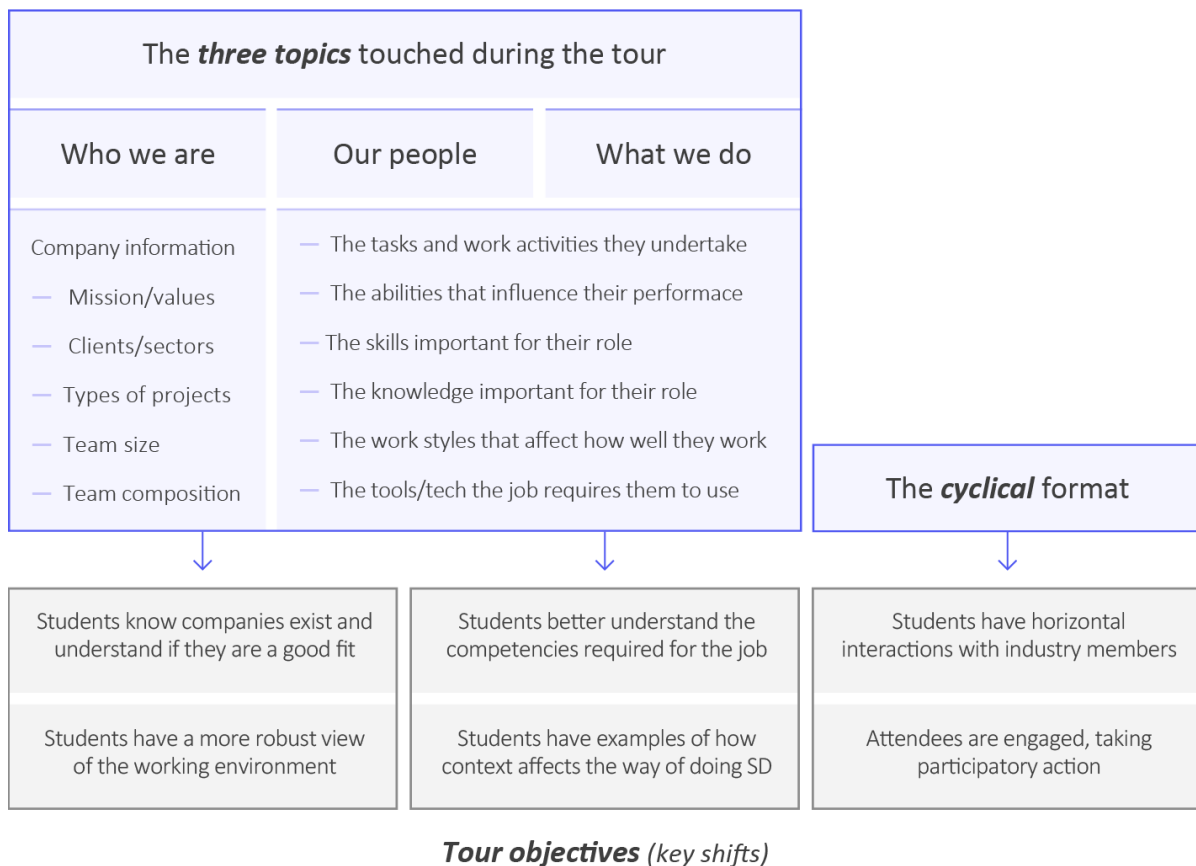 The three topics touched during the tour
Who we are
Our people
What we do
Company information
— Mission/values
— Clients/sectors
— Types of projects
— Team size
— Team composition
— The tasks and work activities they undertake
— The abilities that influence their performace
— The skills important for their role
— The knowledge important for their role
— The work styles that affect how well they work
— The tools/tech the job requires them to use
The cyclical format
Students know companies exist and
understand if they are a good fit
Students have a more robust view
of the working environment
Students better understand the
competencies required for the job
Students have examples of how
context affects the way of doing SD
Students have horizontal
interactions with industry members
Attendees are engaged, taking
participatory action
Tour objectives (key shifts)